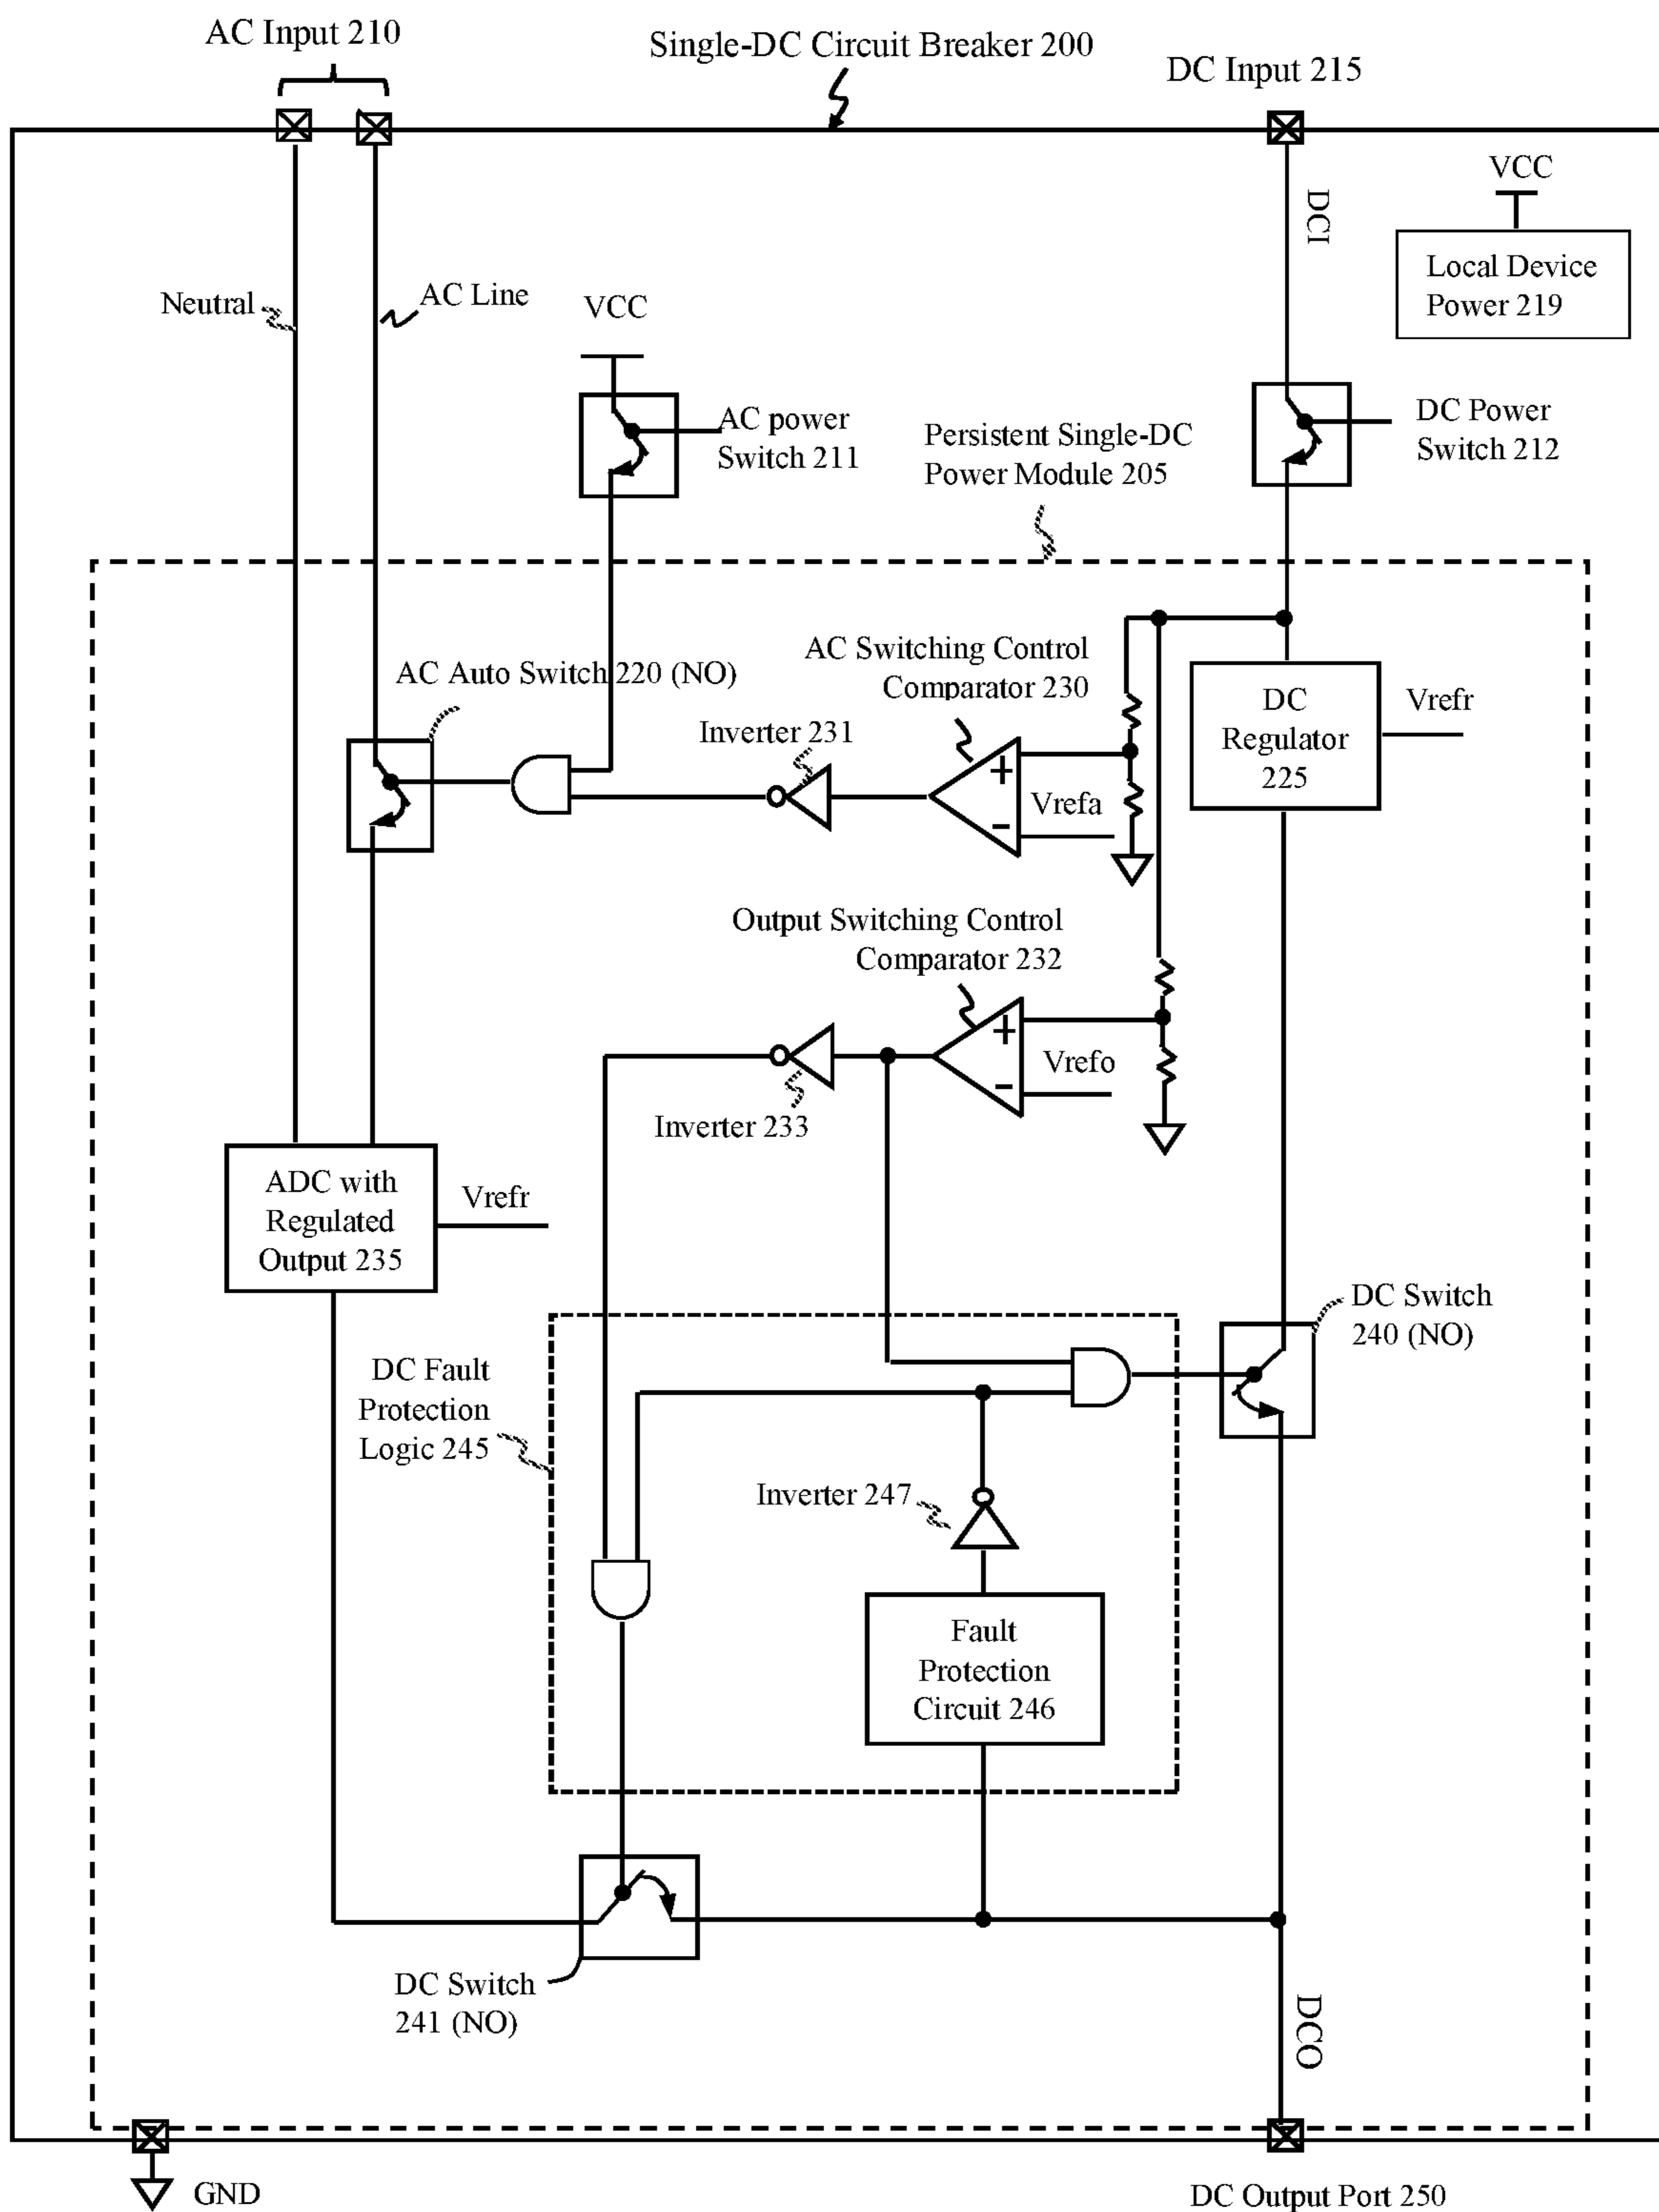 AC Input 210
Single-DC Circuit Breaker 200
DC Input 215
VCC
DCI
Local Device
Power 219
Neutral
AC Line
VCC
AC power
Switch 211
Persistent Single-DC
Power Module 205
DC Power
Switch 212
AC Auto Switch 220 (NO)
AC Switching Control
Comparator 230
Inverter 231
+
-
Vrefa
DC
Regulator
225
Vrefr
Output Switching Control
Comparator 232
+
-
Vrefo
Inverter 233
ADC with
Regulated
Output 235
Vrefr
DC Switch
240 (NO)
DC Fault
Protection
Logic 245
Inverter 247
Fault
Protection
Circuit 246
DC Switch
241 (NO)
DCO
GND
DC Output Port 250